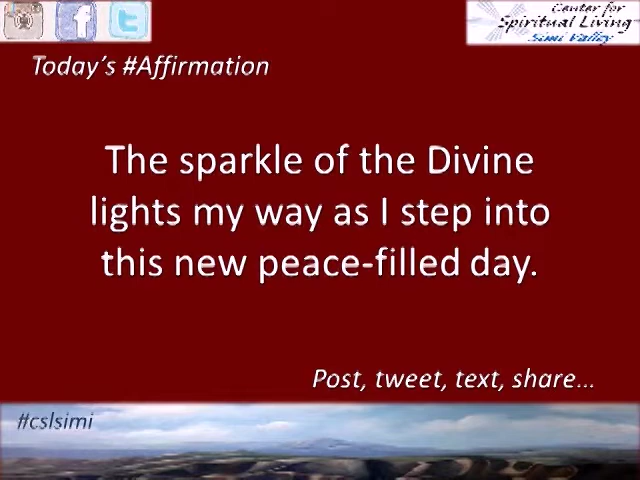 Center for
Spiritual Living
Simi Valley
Today's #Affirmation
The sparkle of the Divine
lights my way as I step into
this new peace-filled day.
Post, tweet, text, share...
#cslsimi